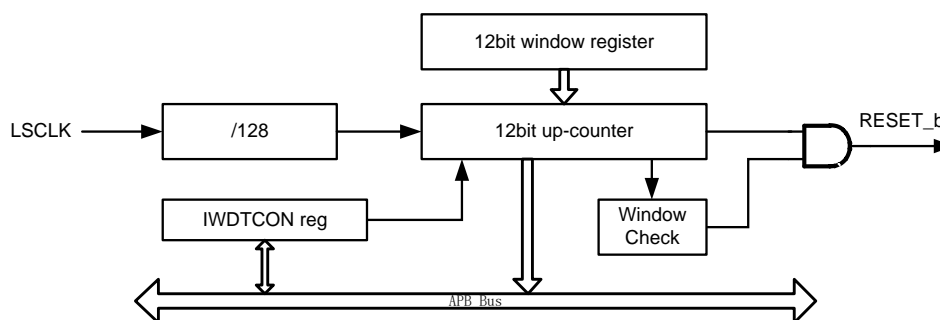 12bit window register
LSCLK
/128
12bit up-counter
RESET_b
IWDTCON reg
Window
Check
APB Bus